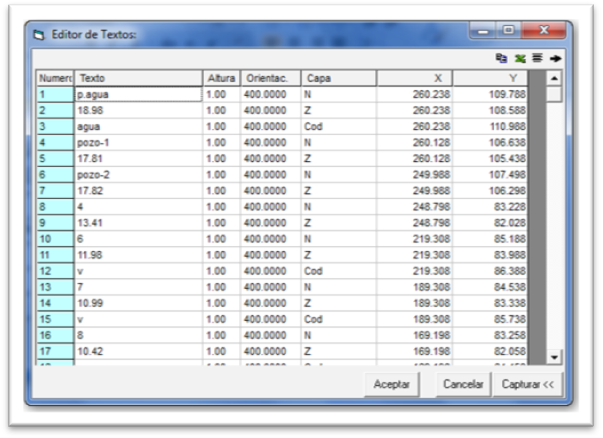 Editor de Textos:
Numero Texto Altura Orientac. Capa X Y
1 p.agua 1.00 400.0000 N 260.238 109.788
2 18.98 1.00 400.0000 Z 260.238 108.588
3 agua 1.00 400.0000 Cod 260.238 110.988
4 pozo-1 1.00 400.0000 N 260.128 106.638
5 17.81 1.00 400.0000 Z 260.128 105.438
6 pozo-2 1.00 400.0000 N 249.988 107.498
7 17.82 1.00 400.0000 Z 249.988 106.298
8 4 1.00 400.0000 N 248.798 83.228
9 13.41 1.00 400.0000 Z 248.798 82.028
10 6 1.00 400.0000 N 219.308 85.188
11 11.98 1.00 400.0000 Z 219.308 83.988
12 v 1.00 400.0000 Cod 219.308 86.388
13 7 1.00 400.0000 N 189.308 84.538
14 10.99 1.00 400.0000 Z 189.308 83.338
15 v 1.00 400.0000 Cod 189.308 85.738
16 8 1.00 400.0000 N 169.198 83.258
17 10.42 1.00 400.0000 Z 169.198 82.058
Aceptar Cancelar Capturar <<